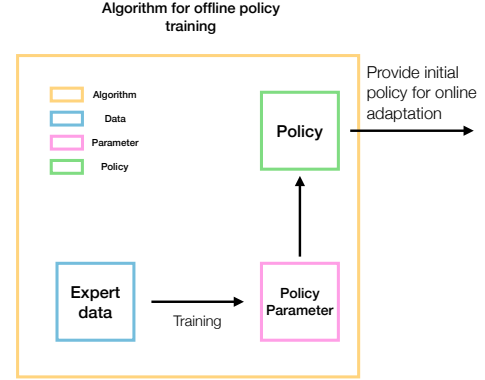 Algorithm for offline policy
training
Provide initial
policy for online
adaptation
Algorithm
Data
Parameter
Policy
Policy
Expert
data
Training
Policy
Parameter